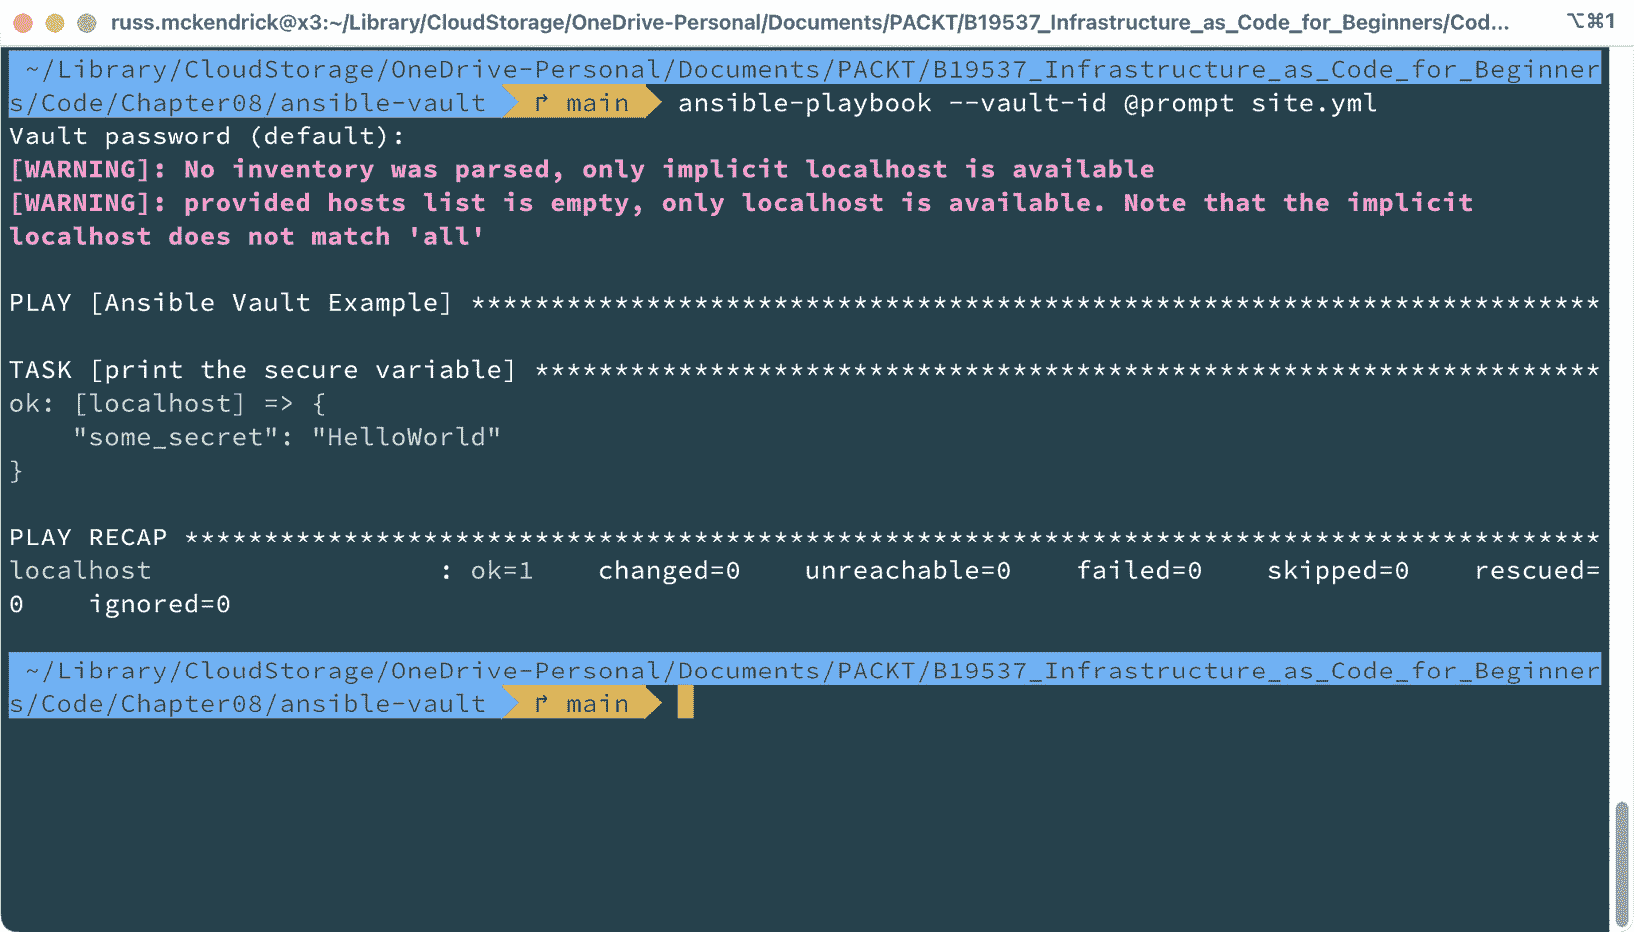 russ.mckendrick@x3:~/Library/CloudStorage/OneDrive-Personal/Documents/PACKT/B19537_Infrastructure_as_Code_for_Beginners/Cod... ⌥⌘1
~/Library/CloudStorage/OneDrive-Personal/Documents/PACKT/B19537_Infrastructure_as_Code_for_Beginner
s/Code/Chapter08/ansible-vault main ansible-playbook --vault-id @prompt site.yml
Vault password (default):
[WARNING]: No inventory was parsed, only implicit localhost is available
[WARNING]: provided hosts list is empty, only localhost is available. Note that the implicit
localhost does not match 'all'
PLAY [Ansible Vault Example] ***********************************************************************
TASK [print the secure variable] *******************************************************************
ok: [localhost] => {
    "some_secret": "HelloWorld"
}
PLAY RECAP *****************************************************************************************
localhost                  : ok=1    changed=0    unreachable=0    failed=0    skipped=0    rescued=
0    ignored=0
~/Library/CloudStorage/OneDrive-Personal/Documents/PACKT/B19537_Infrastructure_as_Code_for_Beginner
s/Code/Chapter08/ansible-vault main